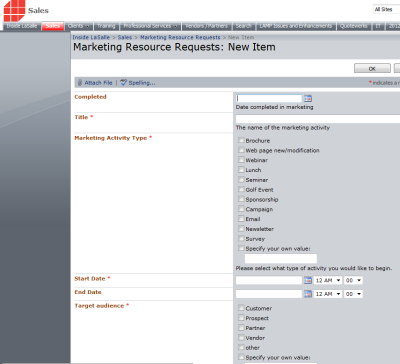 Sales
All Sites
Inside LaSalle Sales Clients Training Professional Services Vendors / Partners Search LAMP Issues and Enhancements Quoteworks IT 2012
Inside LaSalle > Sales > Marketing Resource Requests > New Item
Marketing Resource Requests: New Item
OK
Attach File | Spelling...
* indicates a r
Completed
Date completed in marketing
Title *
The name of the marketing activity
Marketing Activity Type *
Brochure
Web page new/modification
Webinar
Lunch
Seminar
Golf Event
Sponsorship
Campaign
Email
Newsletter
Survey
Specify your own value:
Please select what type of activity you would like to begin.
Start Date *
12 AM 00
End Date
12 AM 00
Target audience *
Customer
Prospect
Partner
Vendor
other
Specify your own value: